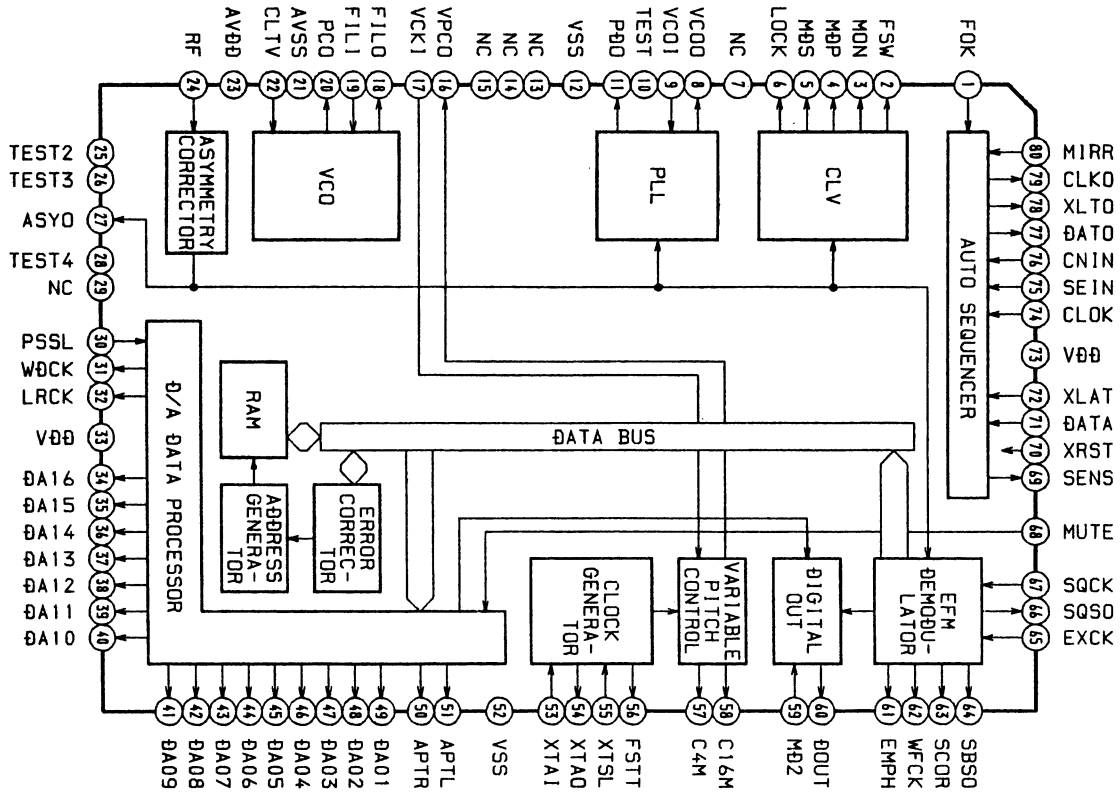 RF
AVDD
CLTV
AVSS
PCO
FILI
FILO
VCKI
VPCO
NC
NC
NC
VSS
PDO
TEST
VCOI
VCOO
NC
LOCK
MDS
MDP
MON
FSW
FOK
24
23
22
21
20
19
18
17
16
15
14
13
12
11
10
9
8
7
6
5
4
3
2
1
ASYMMETRY
CORRECTOR
VCO
PLL
CLV
AUTO SEQUENCER
TEST2 25
TEST3 26
ASYO 27
TEST4 28
NC 29
PSSL 30
WDCK 31
LRCK 32
VDD 33
DA16 34
DA15 35
DA14 36
DA13 37
DA12 38
DA11 39
DA10 40
80 MIRR
79 CLKO
78 XLTO
77 DATO
76 CNIN
75 SEIN
74 CLOK
73 VDD
72 XLAT
71 DATA
70 XRST
69 SENS
68 MUTE
67 SQCK
66 SQSO
65 EXCK
D/A DATA PROCESSOR
RAM
DATA BUS
ADDRESS
GENERA-
TOR
ERROR
CORREC-
TOR
CLOCK
GENERA-
TOR
VARIABLE
PITCH
CONTROL
DIGITAL
OUT
EFM
DEMODU-
LATOR
41
42
43
44
45
46
47
48
49
50
51
52
53
54
55
56
57
58
59
60
61
62
63
64
DA09
DA08
DA07
DA06
DA05
DA04
DA03
DA02
DA01
APTR
APTL
VSS
XTAI
XTAO
XTSL
FSTT
C4M
C16M
MD2
DOUT
EMPH
WFCK
SCOR
SBSO